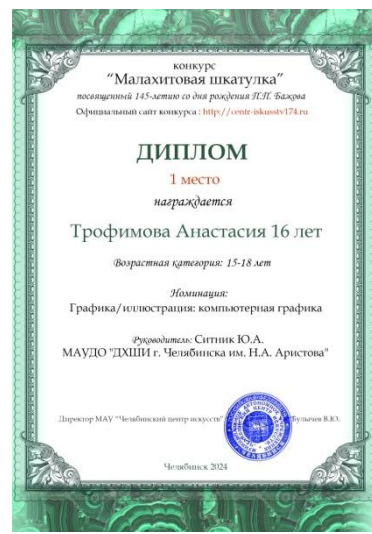 конкурс
“Малахитовая шкатулка”
посвященный 145-летию со дня рождения П.П. Бажова
Официальный сайт конкурса : http://centr-iskusstv174.ru
ДИПЛОМ
1 место
награждается
Трофимова Анастасия 16 лет
Возрастная категория: 15-18 лет
Номинация:
Графика/иллюстрация: компьютерная графика
Руководитель: Ситник Ю.А.
МАУДО "ДХШИ г. Челябинска им. Н.А. Аристова"
Директор МАУ "Челябинский центр искусств" Булычев В.Ю.
Челябинск 2024